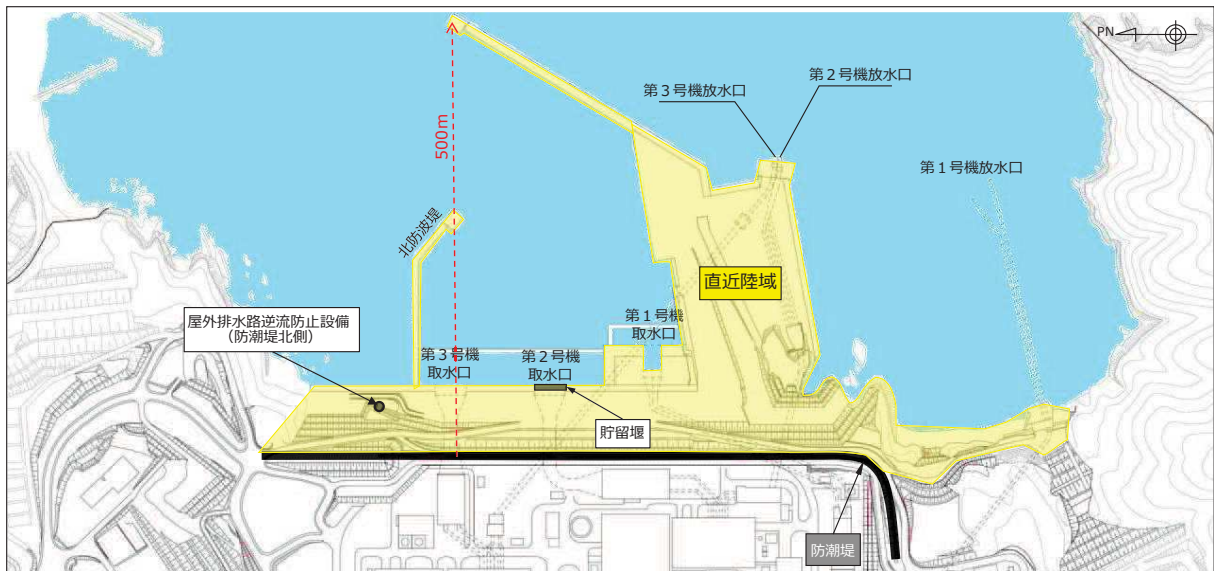 PN
第2号機放水口
第3号機放水口
500m
第1号機放水口
北防波堤
直近陸域
屋外排水路逆流防止設備
(防潮堤北側)
第1号機
取水口
第3号機
取水口
第2号機
取水口
貯留堰
防潮堤